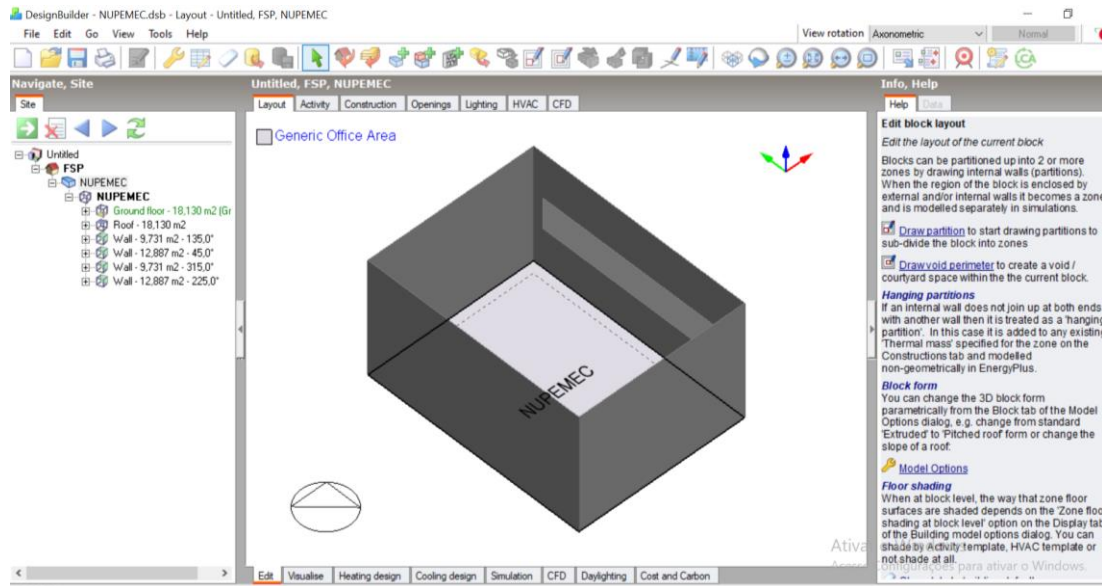 DesignBuilder - NUPEMEC.dsb - Layout - Untitled, FSP, NUPEMEC
File Edit Go View Tools Help
View rotation Axonometric Normal
Navigate, Site
Site
Untitled
FSP
NUPEMEC
NUPEMEC
Ground floor - 18,130 m2 (Gr
Roof - 18,130 m2
Wall - 9,731 m2 - 135,0°
Wall - 12,887 m2 - 45,0°
Wall - 9,731 m2 - 315,0°
Wall - 12,887 m2 - 225,0°
Untitled, FSP, NUPEMEC
Layout Activity Construction Openings Lighting HVAC CFD
Generic Office Area
NUPEMEC
Edit Visualise Heating design Cooling design Simulation CFD Daylighting Cost and Carbon
Info, Help
Help Data
Edit block layout
Edit the layout of the current block
Blocks can be partitioned up into 2 or more
zones by drawing internal walls (partitions).
When the region of the block is enclosed by
external and/or internal walls it becomes a zone
and is modelled separately in simulations.
Draw partition to start drawing partitions to
sub-divide the block into zones
Draw void perimeter to create a void /
courtyard space within the the current block.
Hanging partitions
If an internal wall does not join up at both ends
with another wall then it is treated as a 'hanging
partition'. In this case it is added to any existing
'Thermal mass' specified for the zone on the
Constructions tab and modelled
non-geometrically in EnergyPlus.
Block form
You can change the 3D block form
parametrically from the Block tab of the Model
Options dialog, e.g. change from standard
'Extruded' to 'Pitched roof' form or change the
slope of a roof:
Model Options
Floor shading
When at block level, the way that zone floor
surfaces are shaded depends on the 'Zone floo
shading at block level' option on the Display tab
of the Building model options dialog. You can
shade by Activity template, HVAC template or
not shade at all.
configurações para ativar o Windows.